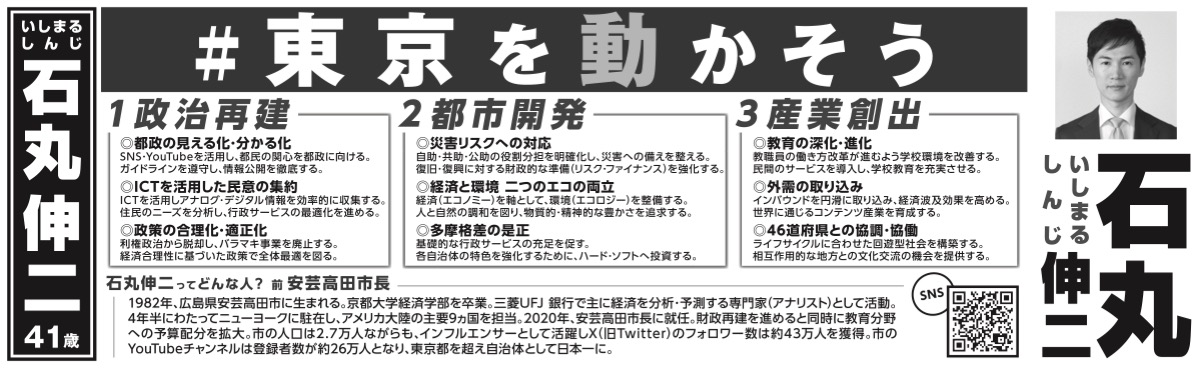 いしまる
しんじ
石丸伸二
41歳
#東京を動かそう
1政治再建
◎都政の見える化・分かる化
SNS・YouTubeを活用し、都民の関心を都政に向ける。
ガイドラインを遵守し、情報公開を徹底する。
◎ICTを活用した民意の集約
ICTを活用しアナログ・デジタル情報を効率的に収集する。
住民のニーズを分析し、行政サービスの最適化を進める。
◎政策の合理化・適正化
利権政治から脱却し、バラマキ事業を廃止する。
経済合理性に基づいた政策で全体最適を図る。
2都市開発
◎災害リスクへの対応
自助・共助・公助の役割分担を明確化し、災害への備えを整える。
復旧・復興に対する財政的な準備(リスク・ファイナンス)を強化する。
◎経済と環境 二つのエコの両立
経済(エコノミー)を軸として、環境(エコロジー)を整備する。
人と自然の調和を図り、物質的・精神的な豊かさを追求する。
◎多摩格差の是正
基礎的な行政サービスの充足を促す。
各自治体の特色を強化するために、ハード・ソフトへ投資する。
3産業創出
◎教育の深化・進化
教職員の働き方改革が進むよう学校環境を改善する。
民間のサービスを導入し、学校教育を充実させる。
◎外需の取り込み
インバウンドを円滑に取り込み、経済波及効果を高める。
世界に通じるコンテンツ産業を育成する。
◎46道府県との協調・協働
ライフサイクルに合わせた回遊型社会を構築する。
相互作用的な地方との文化交流の機会を提供する。
石丸伸二ってどんな人? 前 安芸高田市長
1982年、広島県安芸高田市に生まれる。京都大学経済学部を卒業。三菱UFJ 銀行で主に経済を分析・予測する専門家(アナリスト)として活動。
4年半にわたってニューヨークに駐在し、アメリカ大陸の主要9ヵ国を担当。2020年、安芸高田市長に就任。財政再建を進めると同時に教育分野
への予算配分を拡大。市の人口は2.7万人ながらも、インフルエンサーとして活躍しX(旧Twitter)のフォロワー数は約43万人を獲得。市の
YouTubeチャンネルは登録者数が約26万人となり、東京都を超え自治体として日本一に。
SNS
石丸伸二
いしまる
しんじ